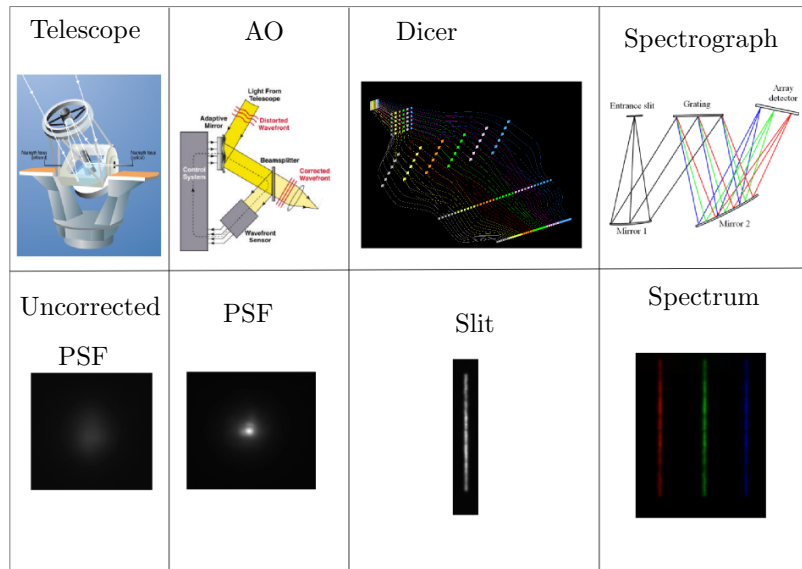 Telescope
AO
Dicer
Spectrograph
Light From
Telescope
Adaptive
Mirror
Distorted
Wavefront
Beamsplitter
Control
System
Corrected
Wavefront
Wavefront
Sensor
Entrance slit
Grating
Array
detector
Mirror 1
Mirror 2
Uncorrected
PSF
PSF
Slit
Spectrum